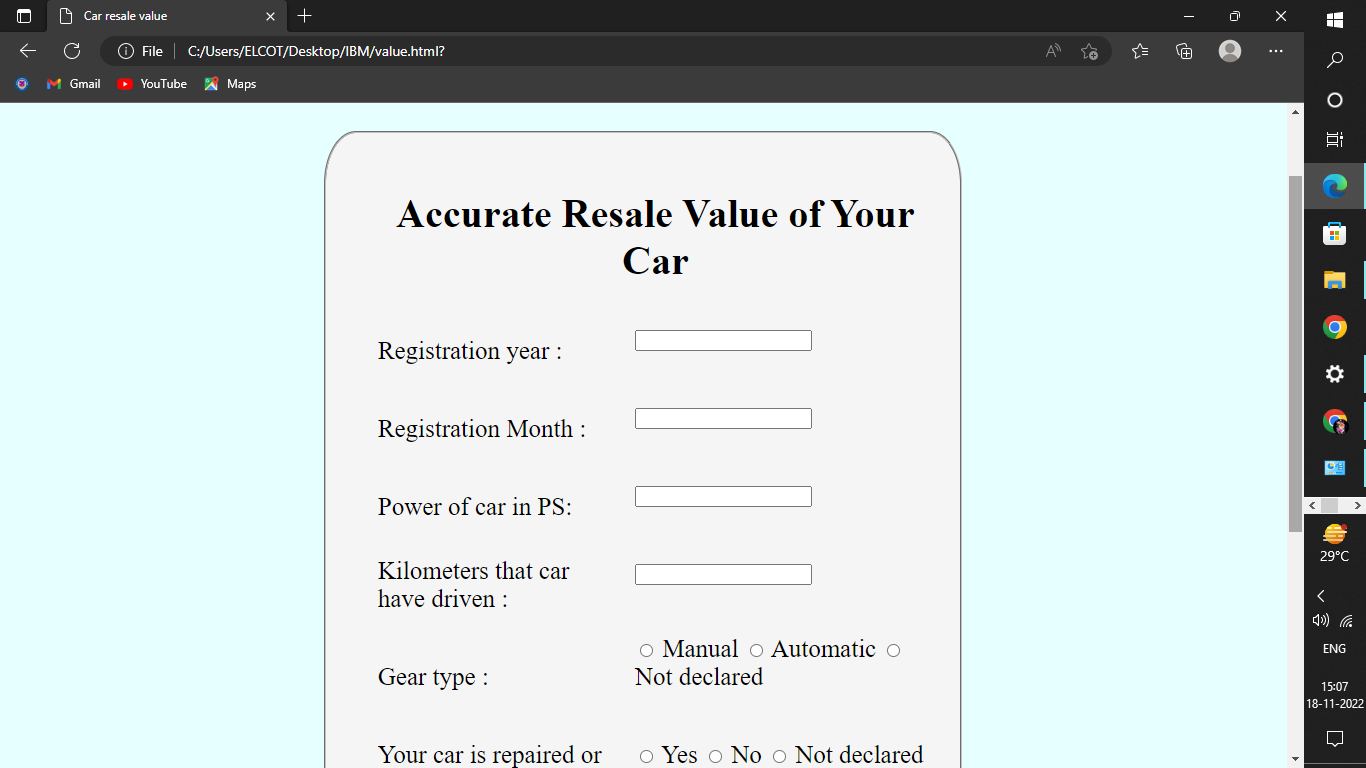 Car resale value
File
C:/Users/ELCOT/Desktop/IBM/value.html?
Gmail
YouTube
Maps
Accurate Resale Value of Your
Car
Registration year :
Registration Month :
Power of car in PS:
Kilometers that car
have driven :
Manual Automatic
Gear type : Not declared
Your car is repaired or Yes No Not declared
29°C
ENG
15:07
18-11-2022